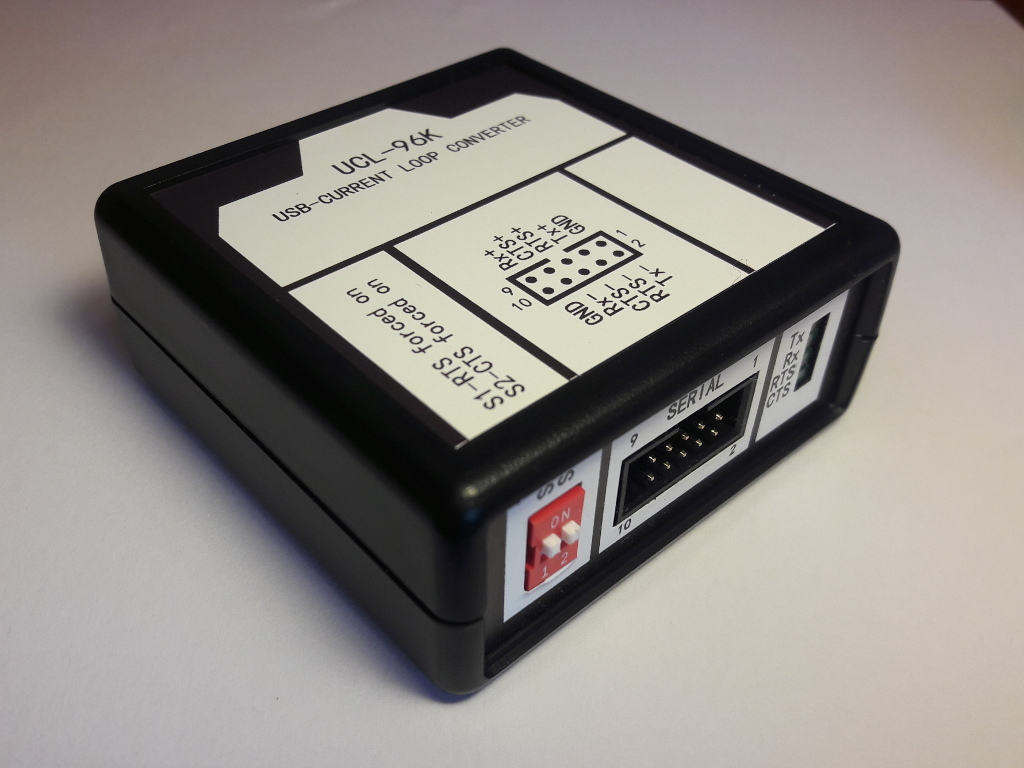 UCL-96K
USB-CURRENT LOOP CONVERTER
S1-RTS forced on
S2-CTS forced on
Rx+
CTS+
RTS+
Tx+
GND
9
1
10
2
GND
Rx-
CTS-
RTS-
Tx-
ON
1 2
SERIAL
9
1
10
2
Tx
Rx
RTS
CTS